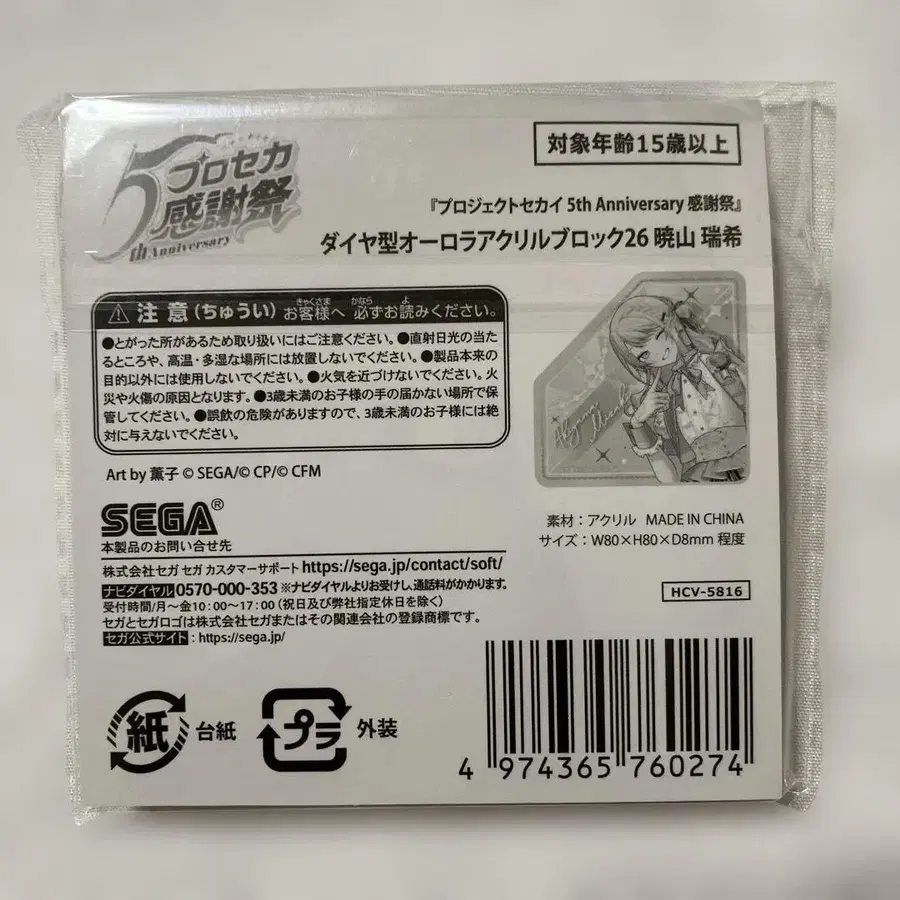 5
プロセカ
感謝祭
th Anniversary
対象年齢15歳以上
『プロジェクトセカイ 5th Anniversary 感謝祭』
ダイヤ型オーロラアクリルブロック26 暁山 瑞希
⚠ 注意(ちゅうい) お客様へ 必ずお読みください。
きゃくさま かなら よ
●とがった所があるため取り扱いにはご注意ください。●直射日光の当た
るところや、高温・多湿な場所には放置しないでください。●製品本来の
目的以外には使用しないでください。●火気を近づけないでください。火
災や火傷の原因となります。●3歳未満のお子様の手の届かない場所で保
管してください。●誤飲の危険がありますので、3歳未満のお子様には絶
対に与えないでください。
Art by 薫子 © SEGA/© CP/© CFM
Akiyama
Mizuki
素材：アクリル MADE IN CHINA
サイズ：W80×H80×D8mm 程度
SEGA®
本製品のお問い合せ先
株式会社セガ セガ カスタマーサポート https://sega.jp/contact/soft/
ナビダイヤル 0570-000-353 ※ナビダイヤルよりお受けし、通話料がかかります。
受付時間/月～金10:00～17:00（祝日及び弊社指定休日を除く）
セガとセガロゴは株式会社セガまたはその関連会社の登録商標です。
セガ公式サイト：https://sega.jp/
HCV-5816
紙 台紙
プラ 外装
4 974365 760274